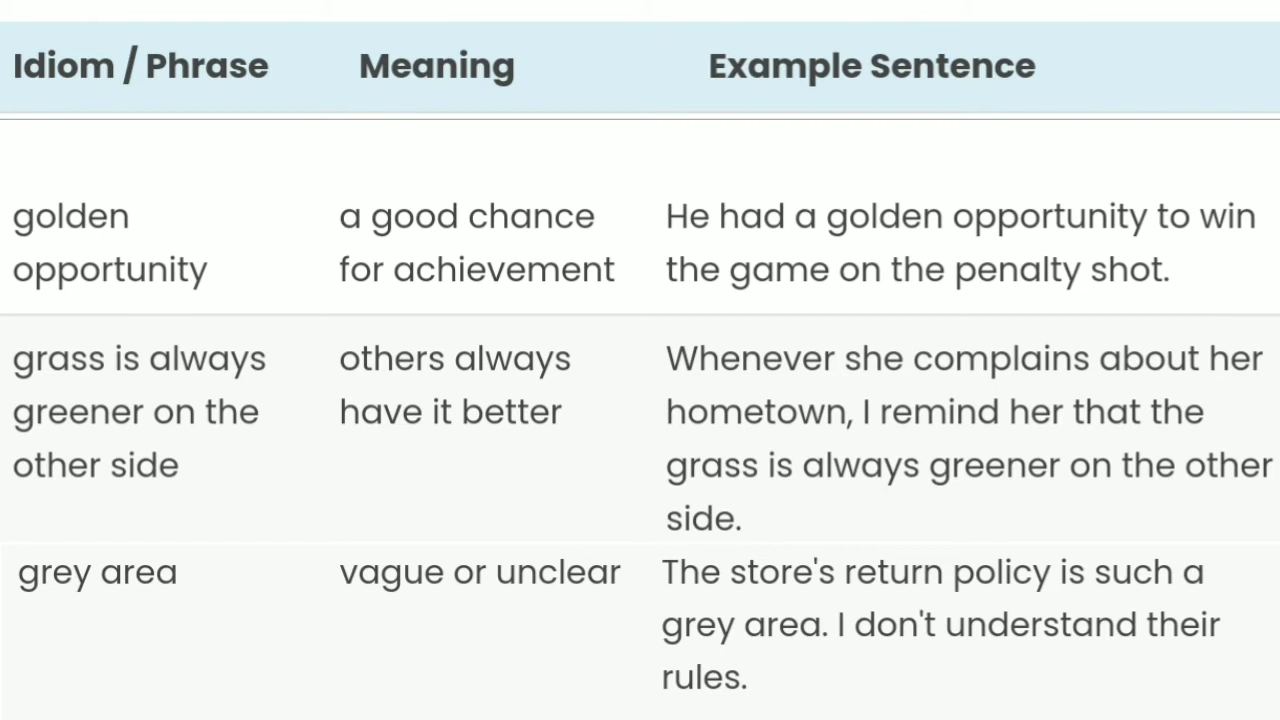 Idiom / Phrase Meaning Example Sentence
golden a good chance He had a golden opportunity to win
opportunity for achievement the game on the penalty shot.
grass is always others always Whenever she complains about her
greener on the have it better hometown, I remind her that the
other side grass is always greener on the other
side.
grey area vague or unclear The store's return policy is such a
grey area. I don't understand their
rules.